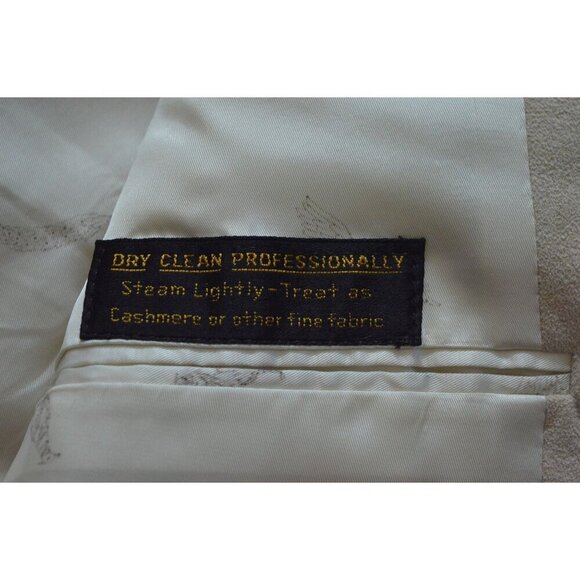 DRY CLEAN PROFESSIONALLY
Steam Lightly-Treat as
Cashmere or other fine fabric